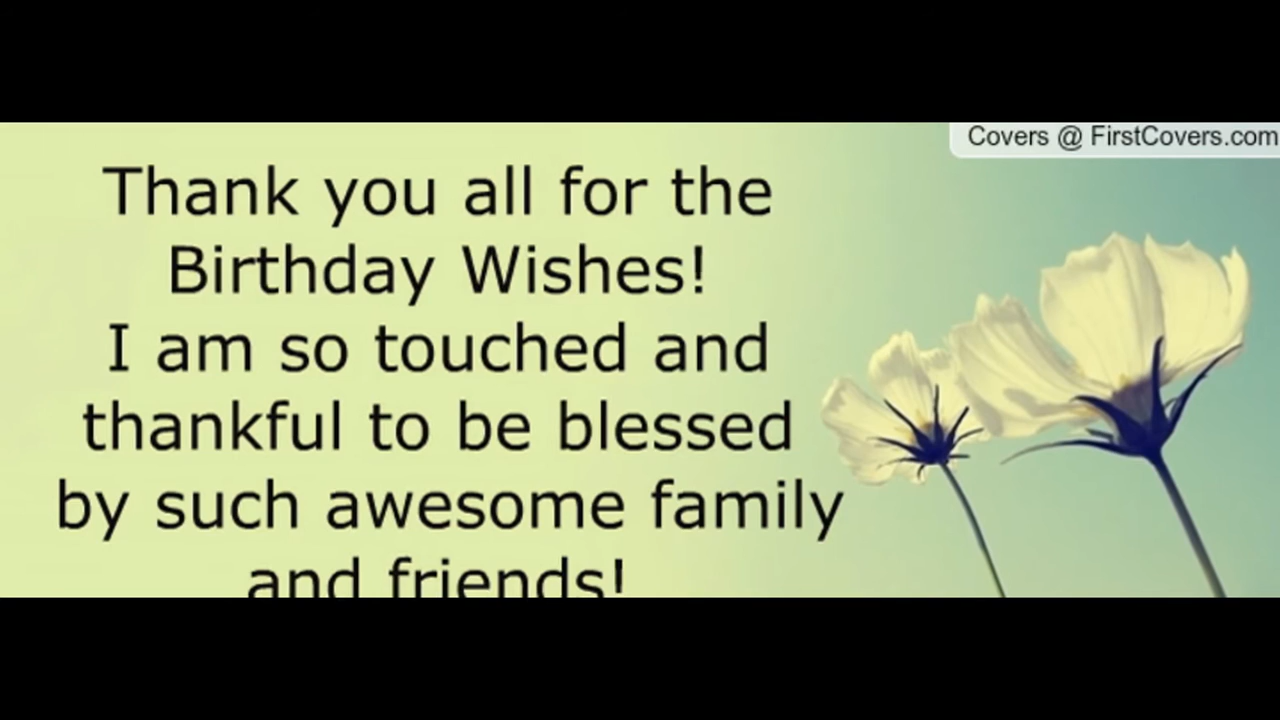 Covers @ FirstCovers.com
Thank you all for the
Birthday Wishes!
I am so touched and
thankful to be blessed
by such awesome family
and friends!